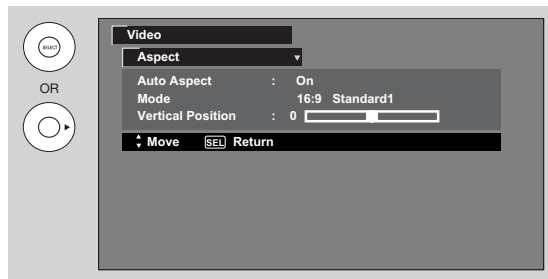 SELECT
OR
Video
Aspect
Auto Aspect : On
Mode 16:9 Standard1
Vertical Position : 0
Move SEL Return